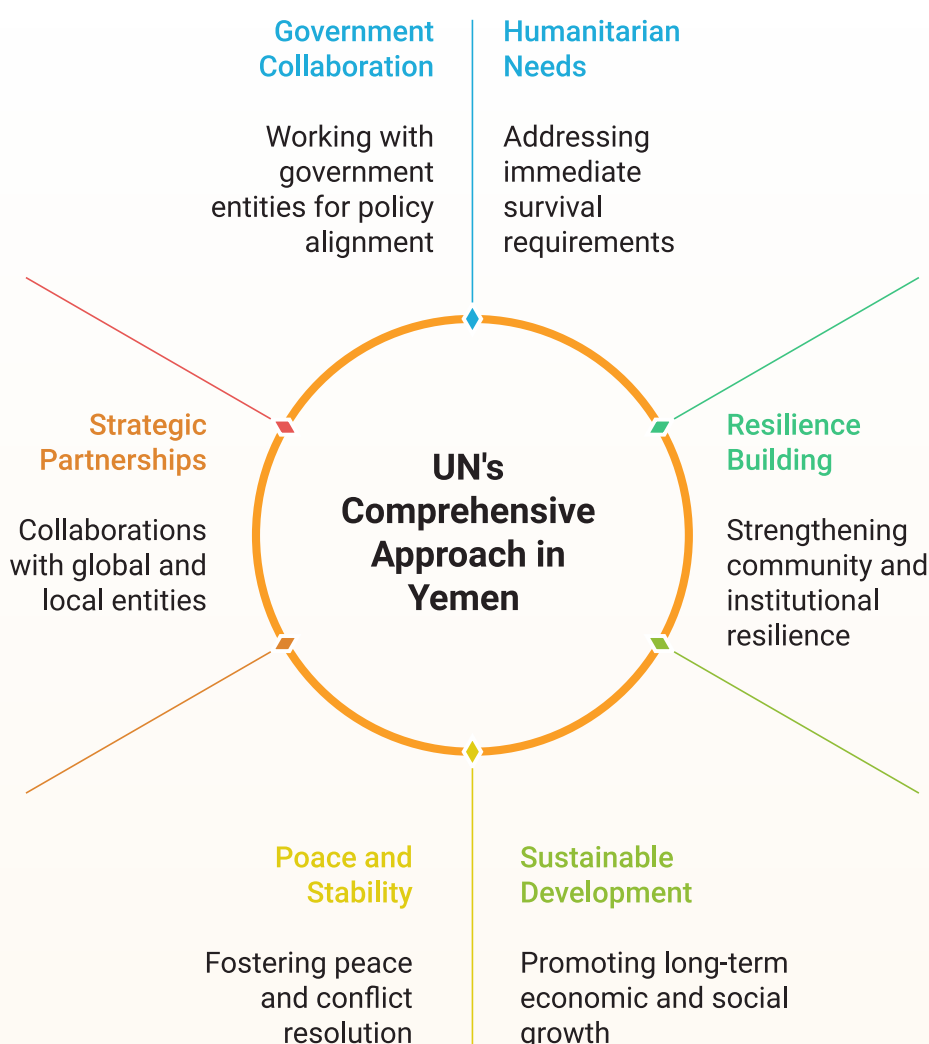 Government
Collaboration
Working with
government
entities for policy
alignment
Humanitarian
Needs
Addressing
immediate
survival
requirements
Strategic
Partnerships
Collaborations
with global and
local entities
UN's
Comprehensive
Approach in
Yemen
Resilience
Building
Strengthening
community and
institutional
resilience
Poace and
Stability
Fostering peace
and conflict
resolution
Sustainable
Development
Promoting long-term
economic and social
growth